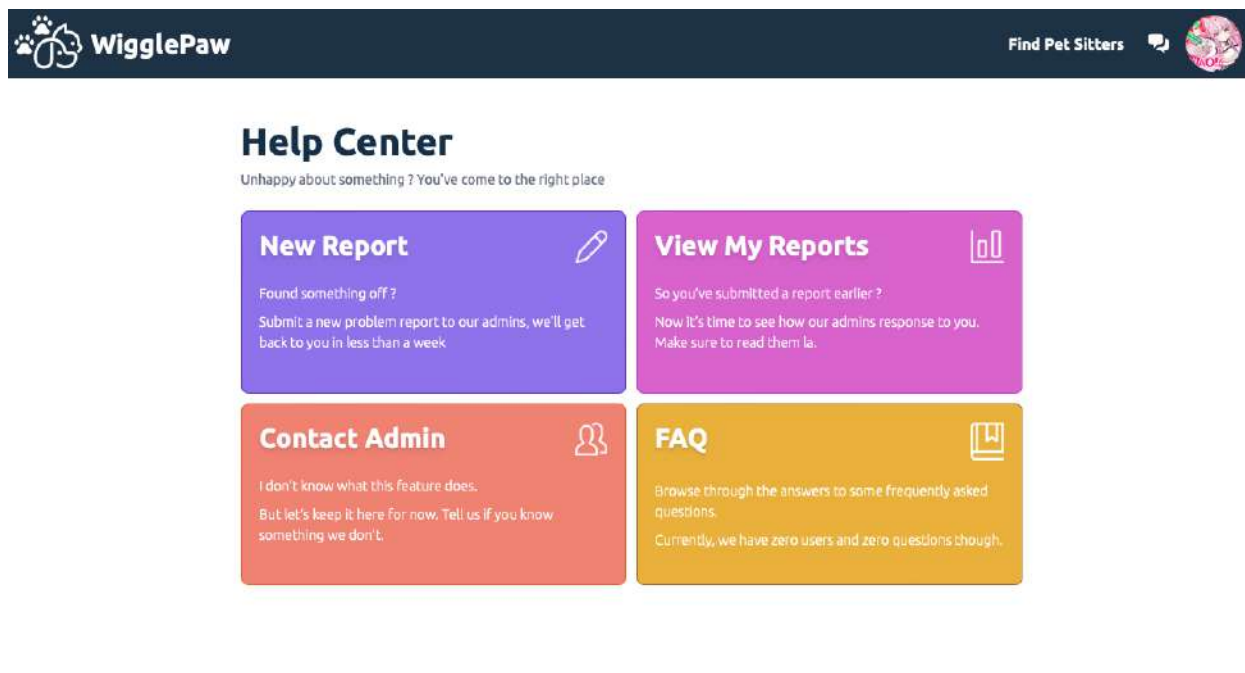 WigglePaw
Find Pet Sitters
Help Center
Unhappy about something ? You've come to the right place
New Report
Found something off ?
Submit a new problem report to our admins, we'll get
back to you in less than a week
View My Reports
So you've submitted a report earlier ?
Now it's time to see how our admins response to you.
Make sure to read them la.
Contact Admin
I don't know what this feature does.
But let's keep it here for now. Tell us if you know
something we don't.
FAQ
Browse through the answers to some frequently asked
questions.
Currently, we have zero users and zero questions though.